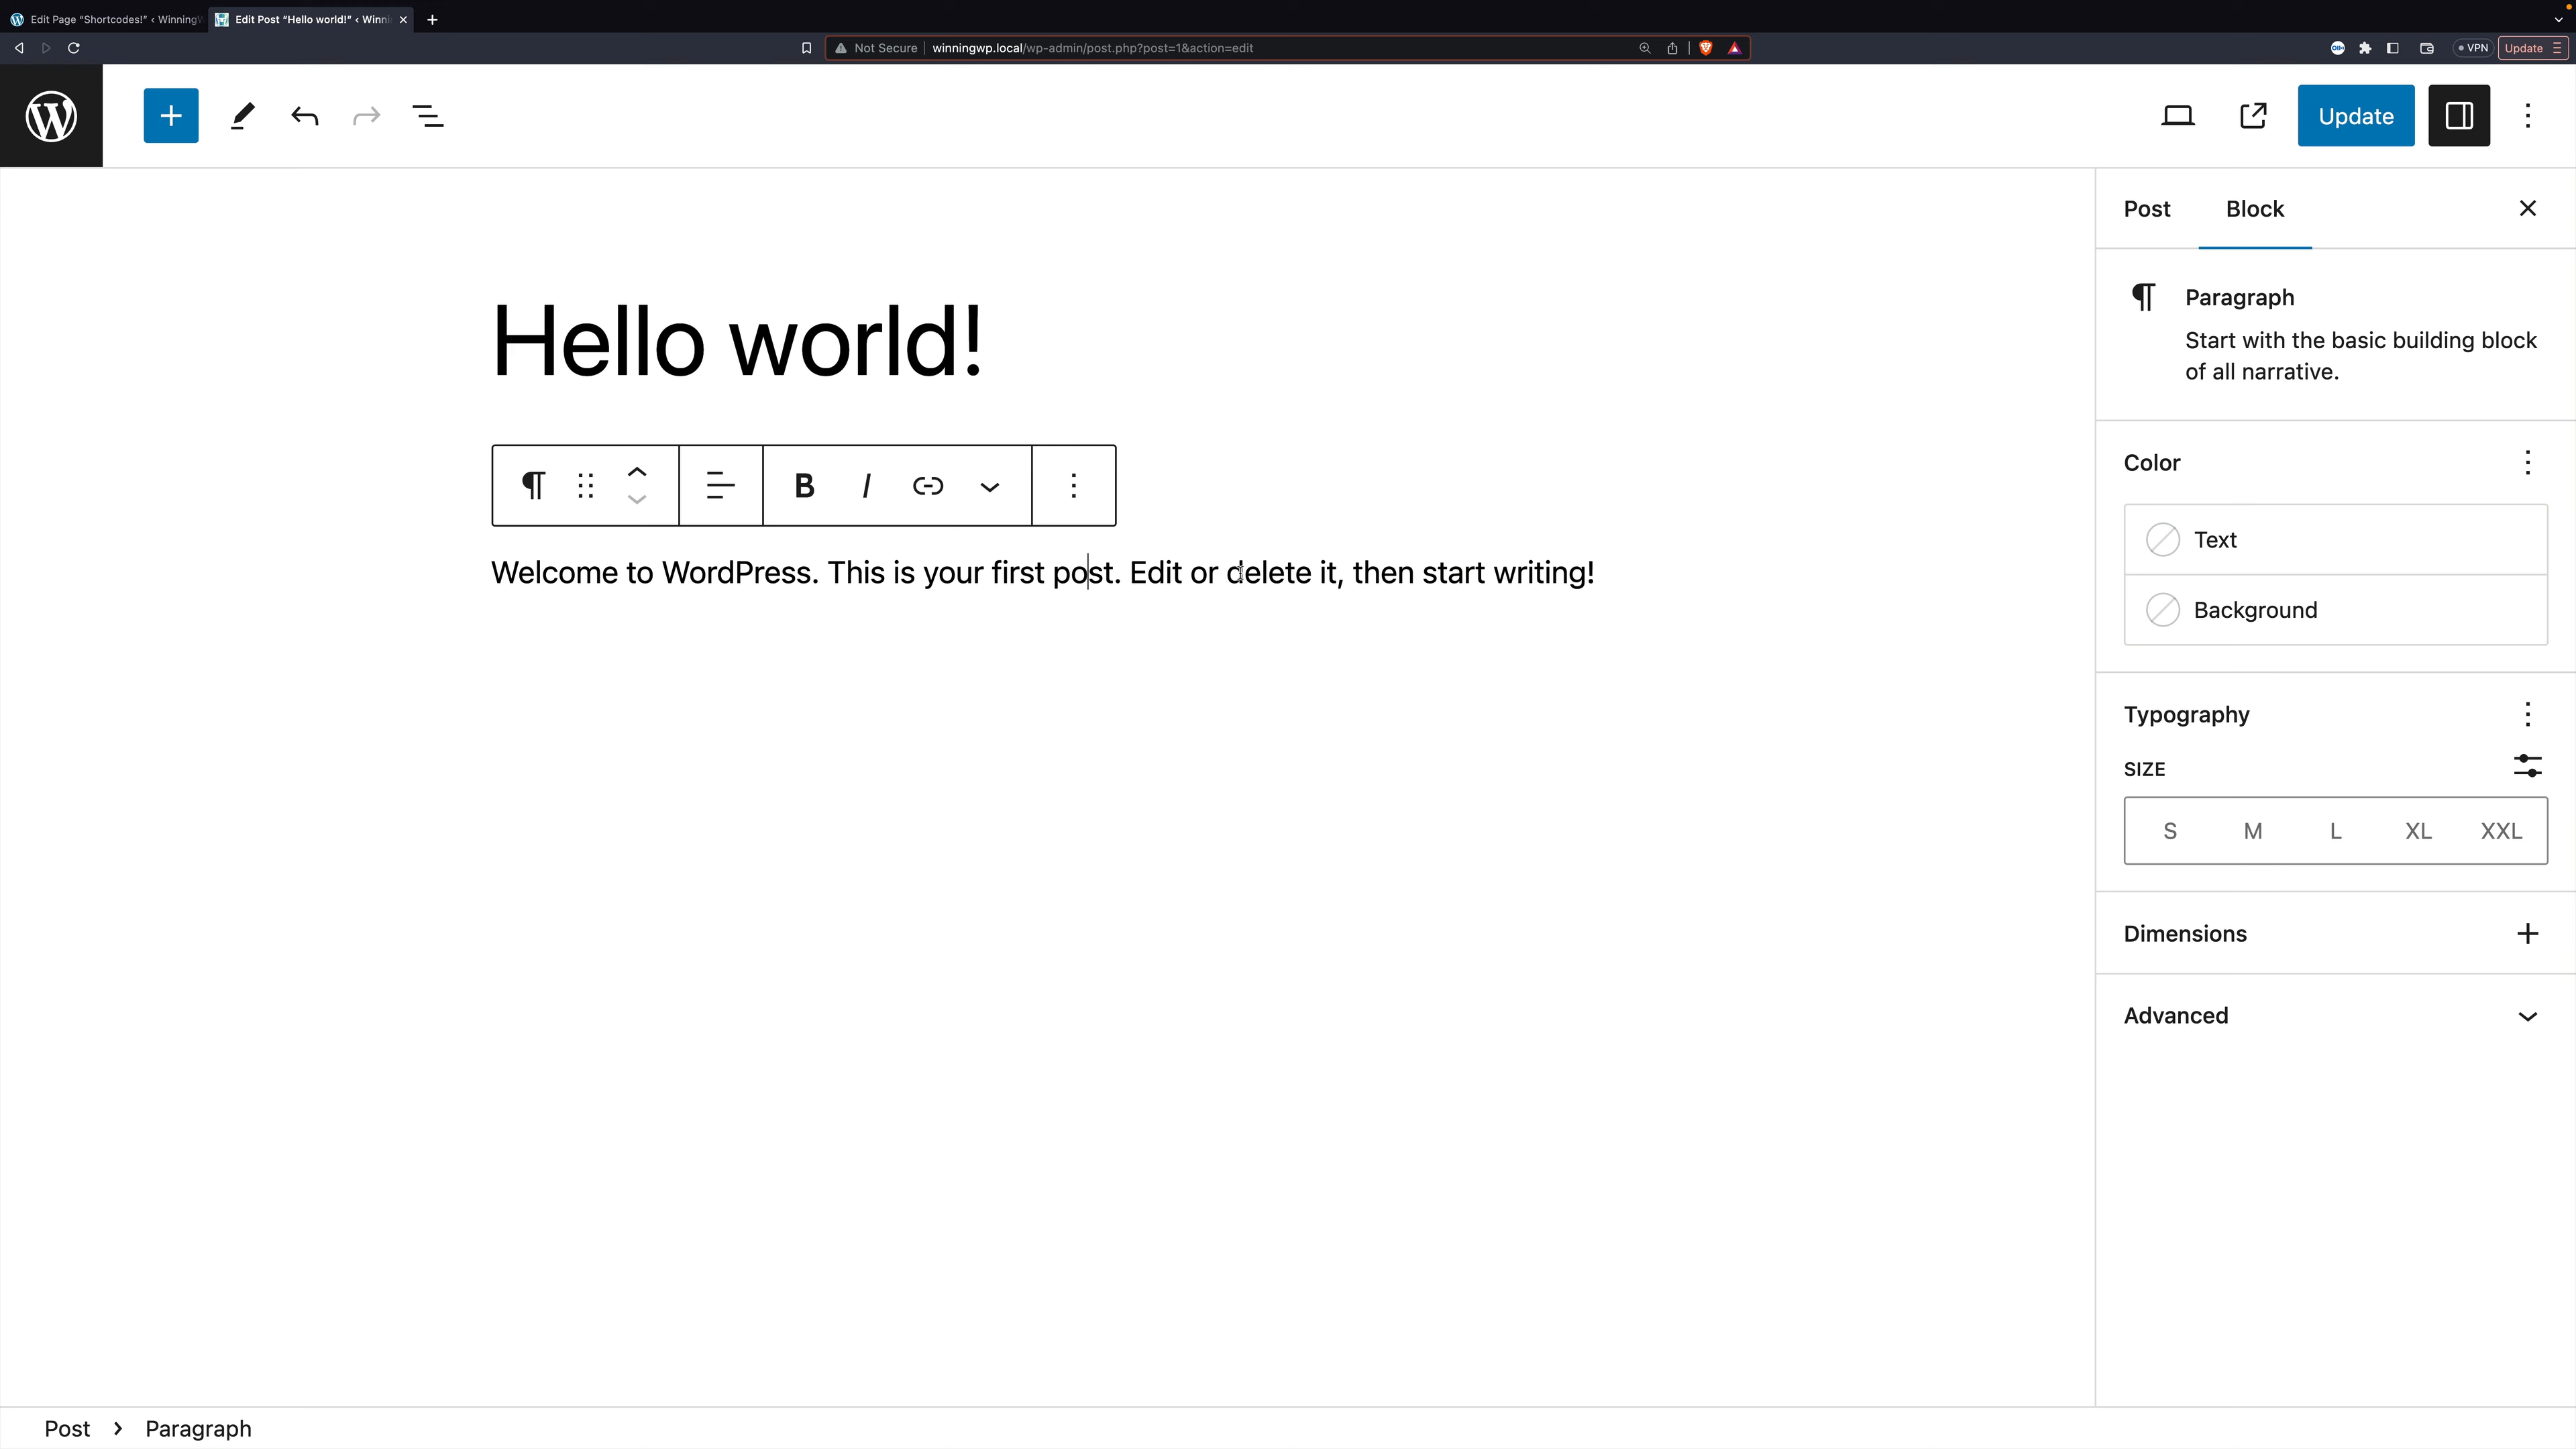 Edit Page “Shortcodes!” ‹ WinningW
Edit Post “Hello world!” ‹ Winni
Not Secure
winningwp.local/wp-admin/post.php?post=1&action=edit
VPN
Update
Update
Hello world!
B I
Welcome to WordPress. This is your first post. Edit or delete it, then start writing!
Post
Block
Paragraph
Start with the basic building block
of all narrative.
Color
Text
Background
Typography
SIZE
S M L XL XXL
Dimensions
Advanced
Post
Paragraph